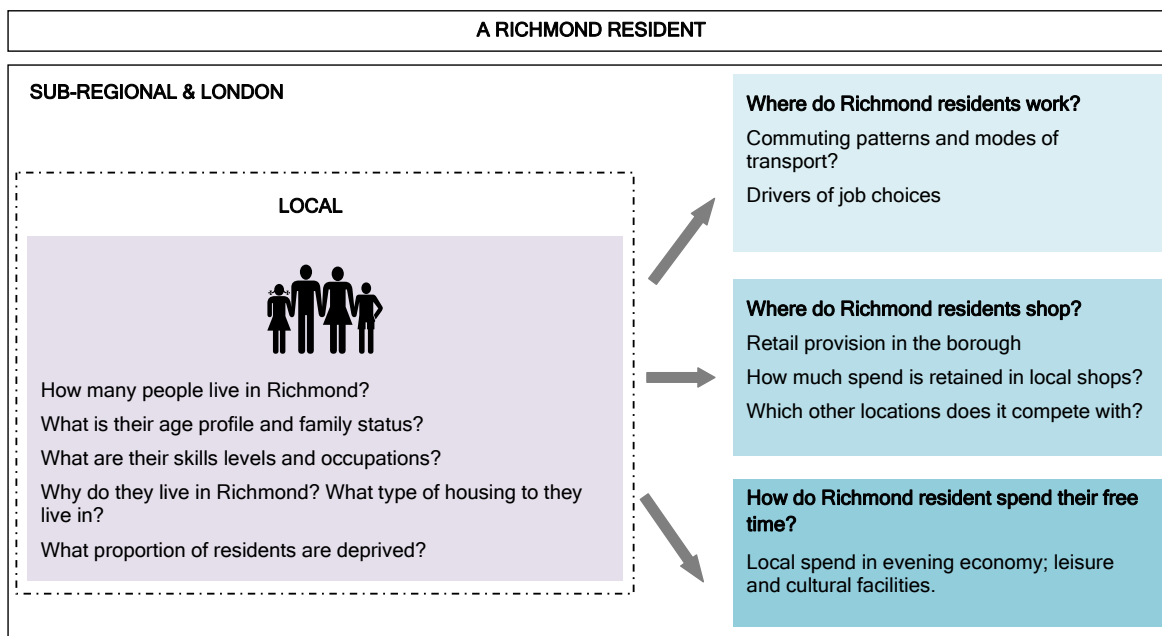 A RICHMOND RESIDENT
SUB-REGIONAL & LONDON
LOCAL
How many people live in Richmond?
What is their age profile and family status?
What are their skills levels and occupations?
Why do they live in Richmond? What type of housing to they
live in?
What proportion of residents are deprived?
Where do Richmond residents work?
Commuting patterns and modes of
transport?
Drivers of job choices
Where do Richmond residents shop?
Retail provision in the borough
How much spend is retained in local shops?
Which other locations does it compete with?
How do Richmond resident spend their free
time?
Local spend in evening economy; leisure
and cultural facilities.